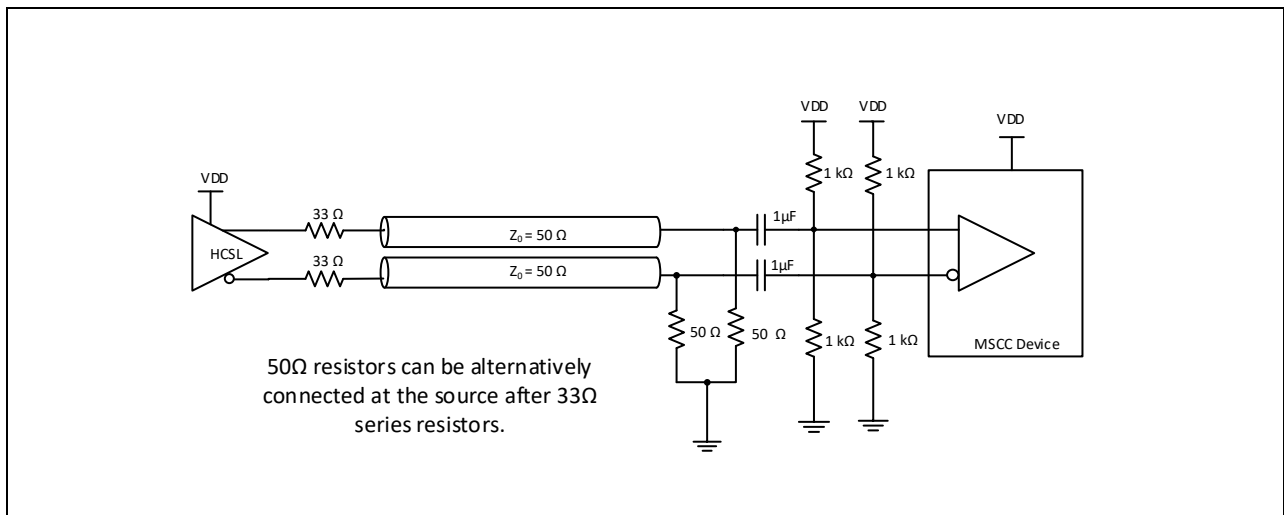 VDD
VDD
VDD
VDD
1 kΩ
1 kΩ
33 Ω
1µF
HCSL
Z₀ = 50 Ω
33 Ω
1µF
Z₀ = 50 Ω
50 Ω
50 Ω
1 kΩ
1 kΩ
MSCC Device
50Ω resistors can be alternatively
connected at the source after 33Ω
series resistors.